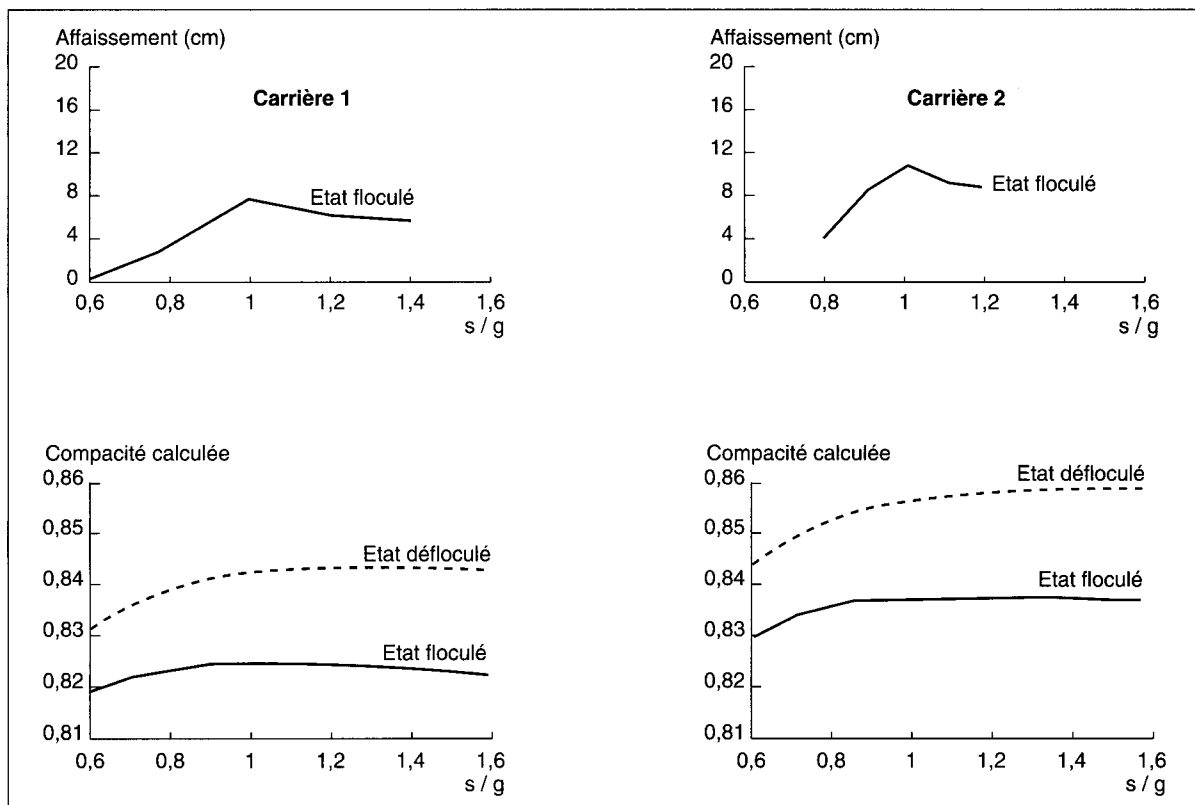 Affaissement (cm)
20
16
12
8
4
0
Carrière 1
Etat floculé
0,6 0,8 1 1,2 1,4 1,6
s / g
Affaissement (cm)
20
16
12
8
4
0
Carrière 2
Etat floculé
0,6 0,8 1 1,2 1,4 1,6
s / g
Compacité calculée
0,86
0,85
0,84
0,83
0,82
0,81
Etat défloculé
Etat floculé
0,6 0,8 1 1,2 1,4 1,6
s / g
Compacité calculée
0,86
0,85
0,84
0,83
0,82
0,81
Etat défloculé
Etat floculé
0,6 0,8 1 1,2 1,4 1,6
s / g